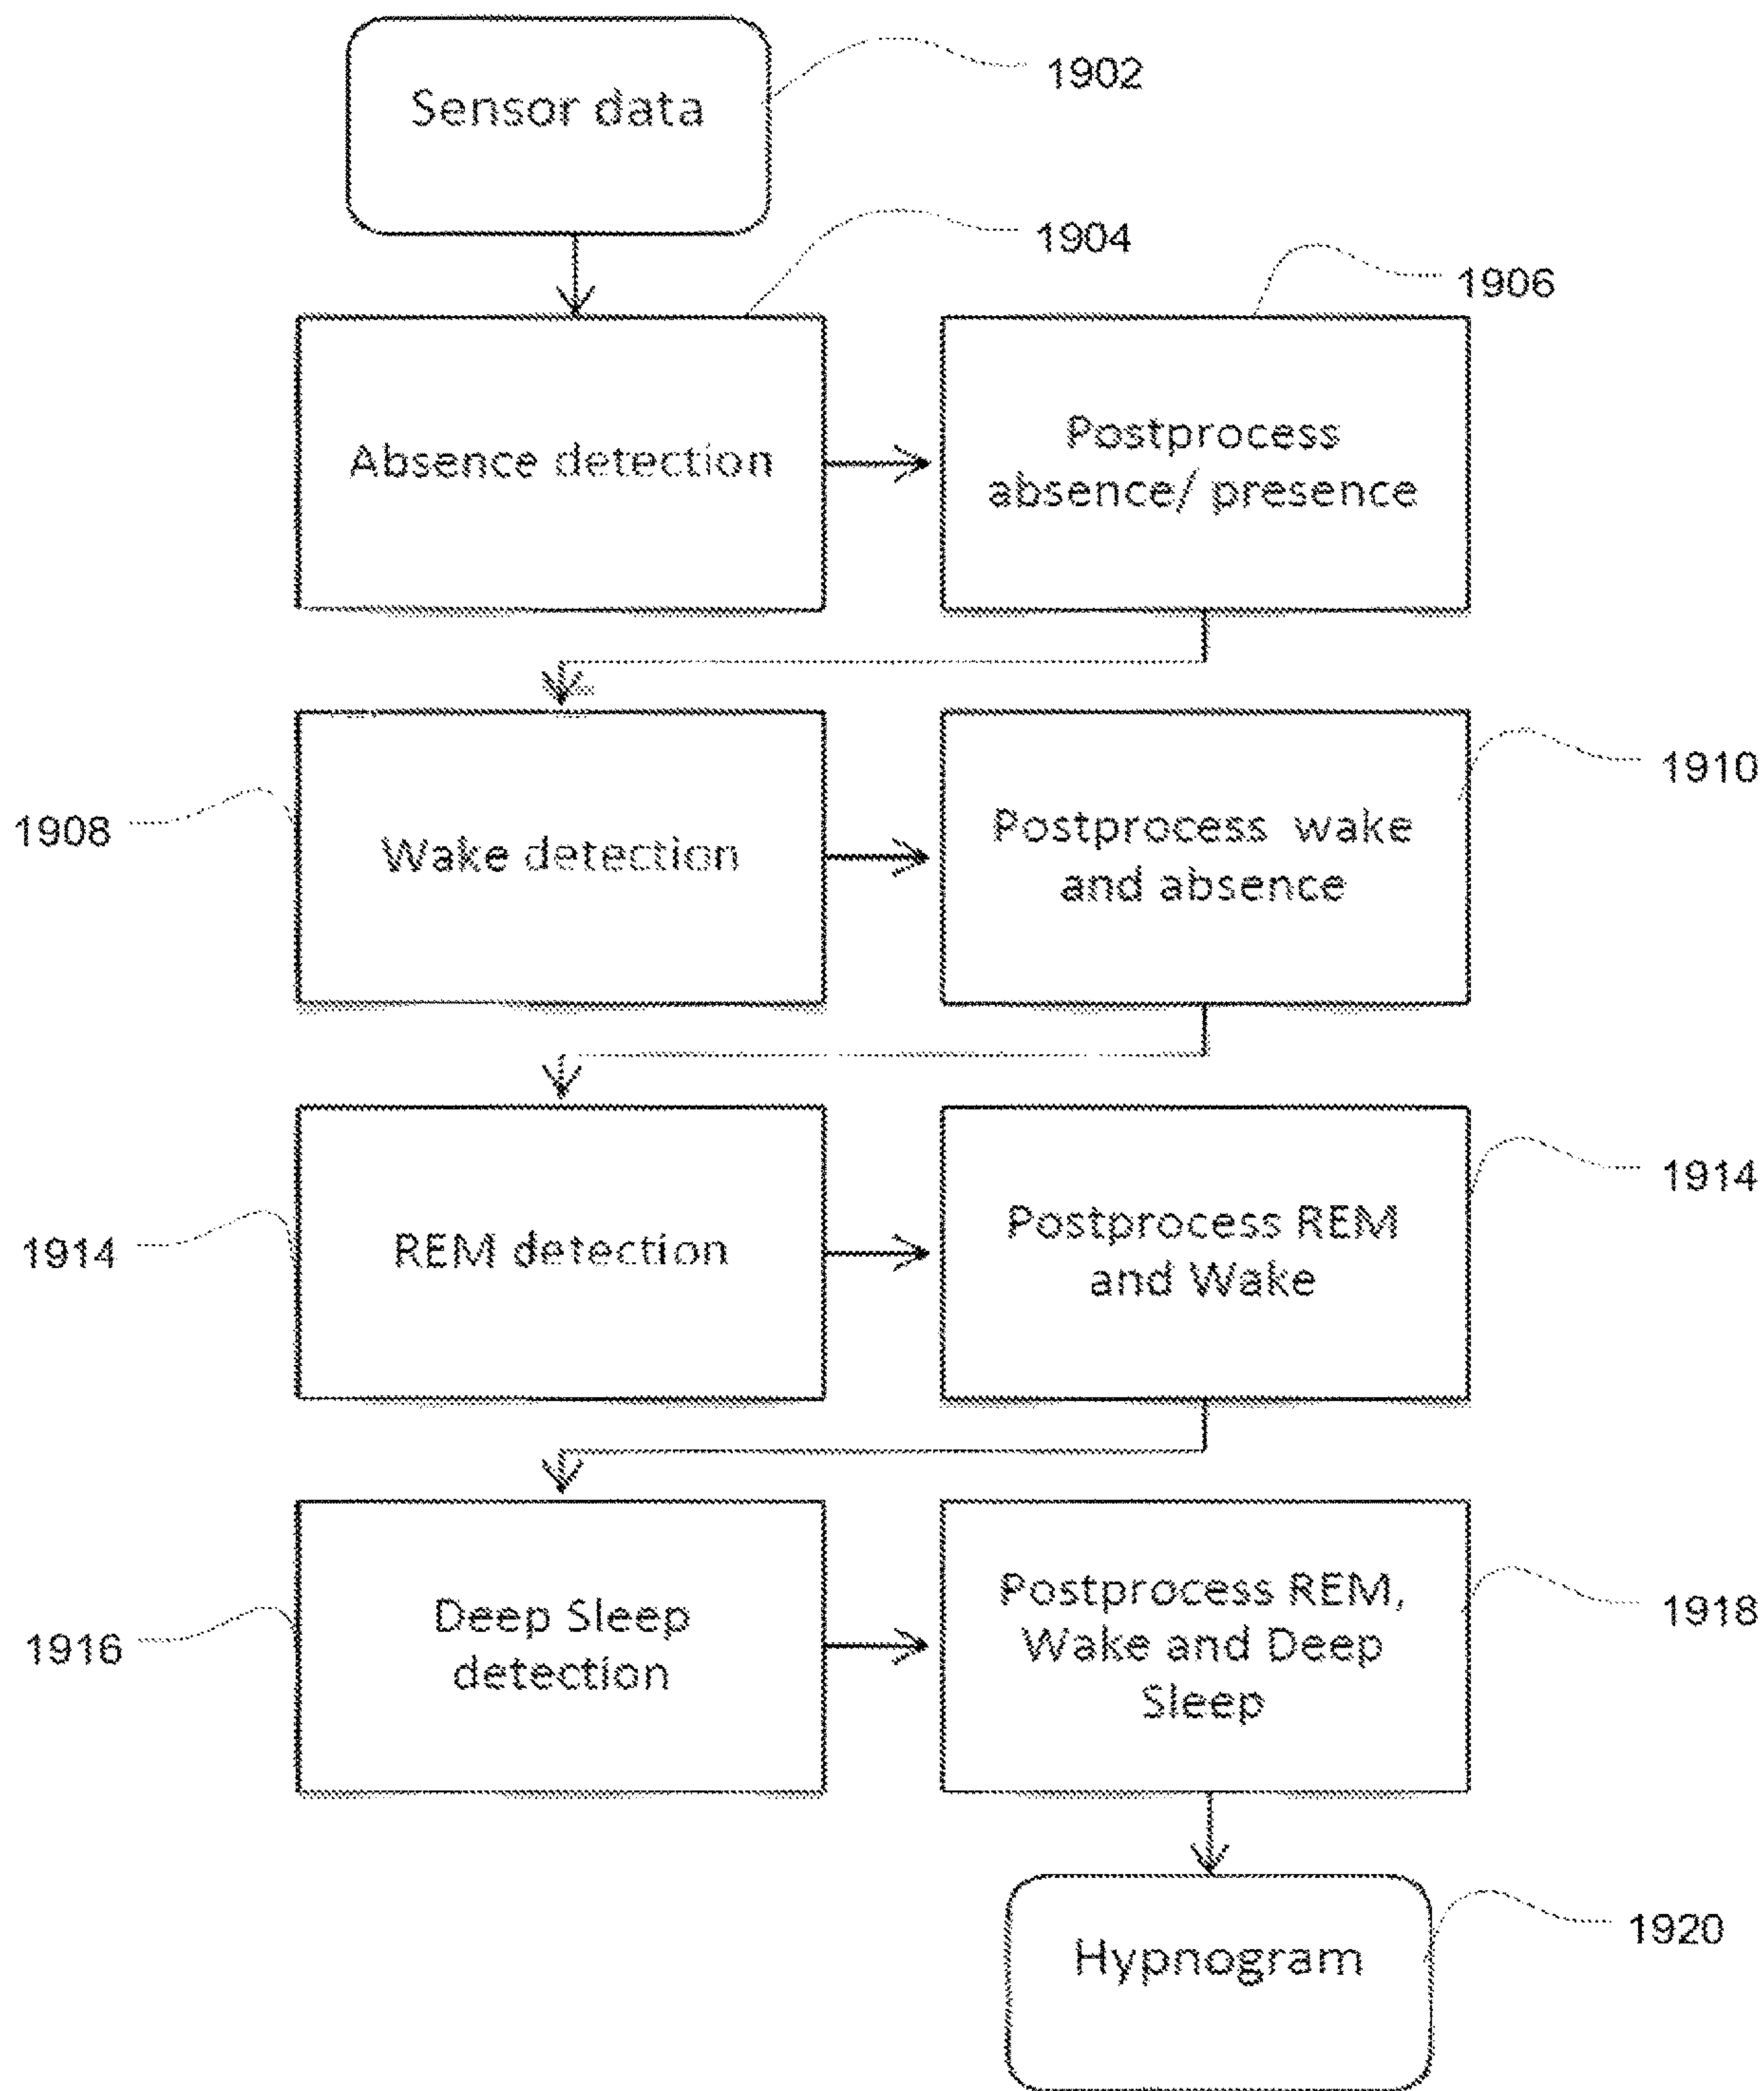 Sensor data
1902
1904
1906
Absence detection
Postprocess
absence/ presence
1908
Wake detection
Postprocess wake
and absence
1910
1914
REM detection
Postprocess REM
and Wake
1914
1916
Deep Sleep
detection
Postprocess REM,
Wake and Deep
Sleep
1918
Hypnogram
1920